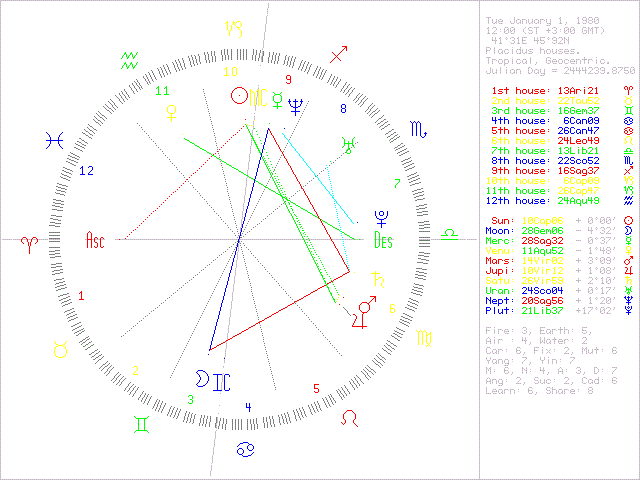 Tue January 1, 1980
12:00 (ST +3:00 GMT)
41°31E 45°92N
Placidus houses.
Tropical, Geocentric.
Julian Day = 2444239.8750
1st house: 13Ari21
2nd house: 22Tau52
3rd house: 16Gem37
4th house: 6Can09
5th house: 26Can47
6th house: 24Leo49
7th house: 13Lib21
8th house: 22Sco52
9th house: 16Sag37
10th house: 6Cap09
11th house: 26Cap47
12th house: 24Aqu49
Sun: 10Cap06 + 0°00'
Moon: 28Gem06 - 4°32'
Merc: 28Sag32 - 0°37'
Venu: 11Aqu52 - 1°48'
Mars: 14Vir02 + 3°09'
Jupi: 10Vir12 + 1°08'
Satu: 26Vir59 + 2°10'
Uran: 24Sco04 + 0°17'
Nept: 20Sag56 + 1°20'
Plut: 21Lib37 +17°02'
Fire: 3, Earth: 5,
Air : 4, Water: 2
Car: 6, Fix: 2, Mut: 6
Yang: 7, Yin: 7
M: 6, N: 4, A: 3, D: 7
Ang: 2, Suc: 2, Cad: 6
Learn: 6, Share: 8
10
9
11
MC
8
12
7
Asc
Des
1
6
2
IC
3
4
5